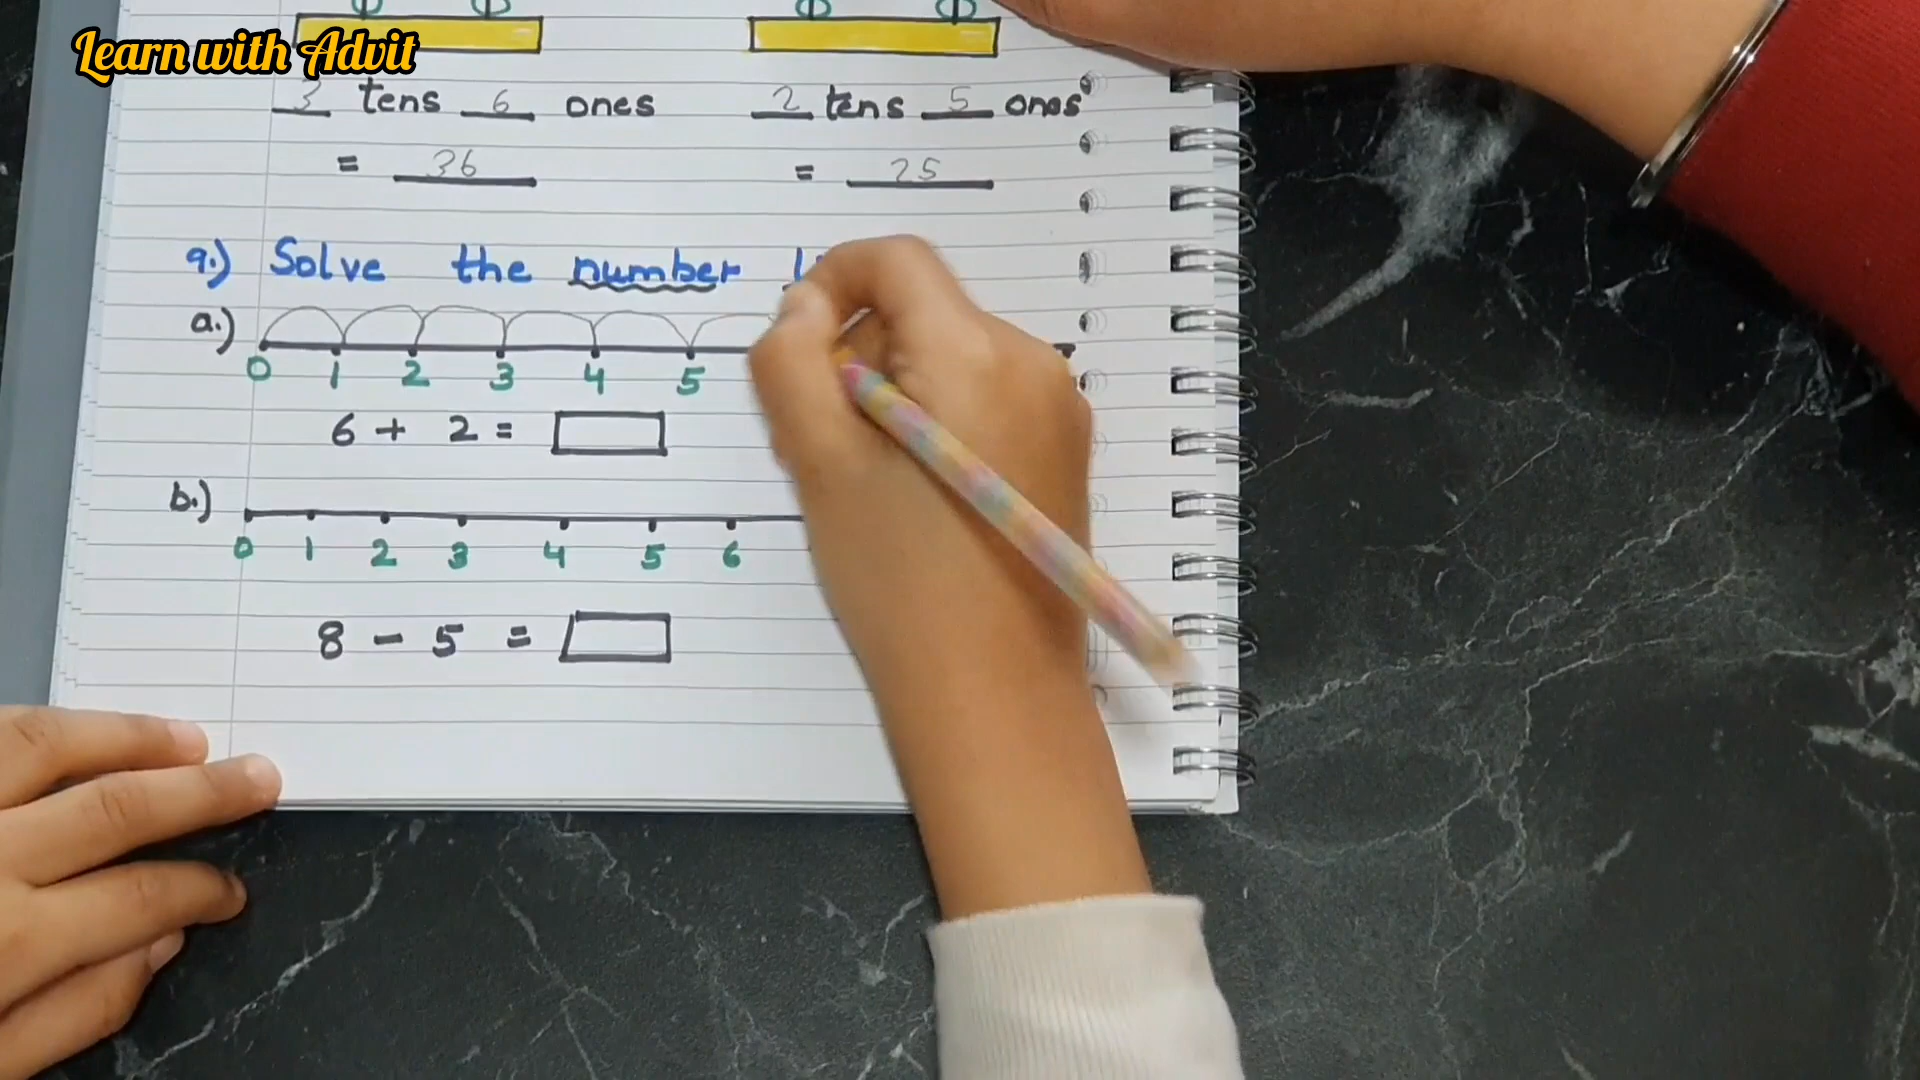 Learn with Advit
3 tens 6 ones
2 tens 5 ones
= 36
= 25
9.) Solve the number
a.)
0 1 2 3 4 5
6 + 2 =
b.)
0 1 2 3 4 5 6
8 - 5 =